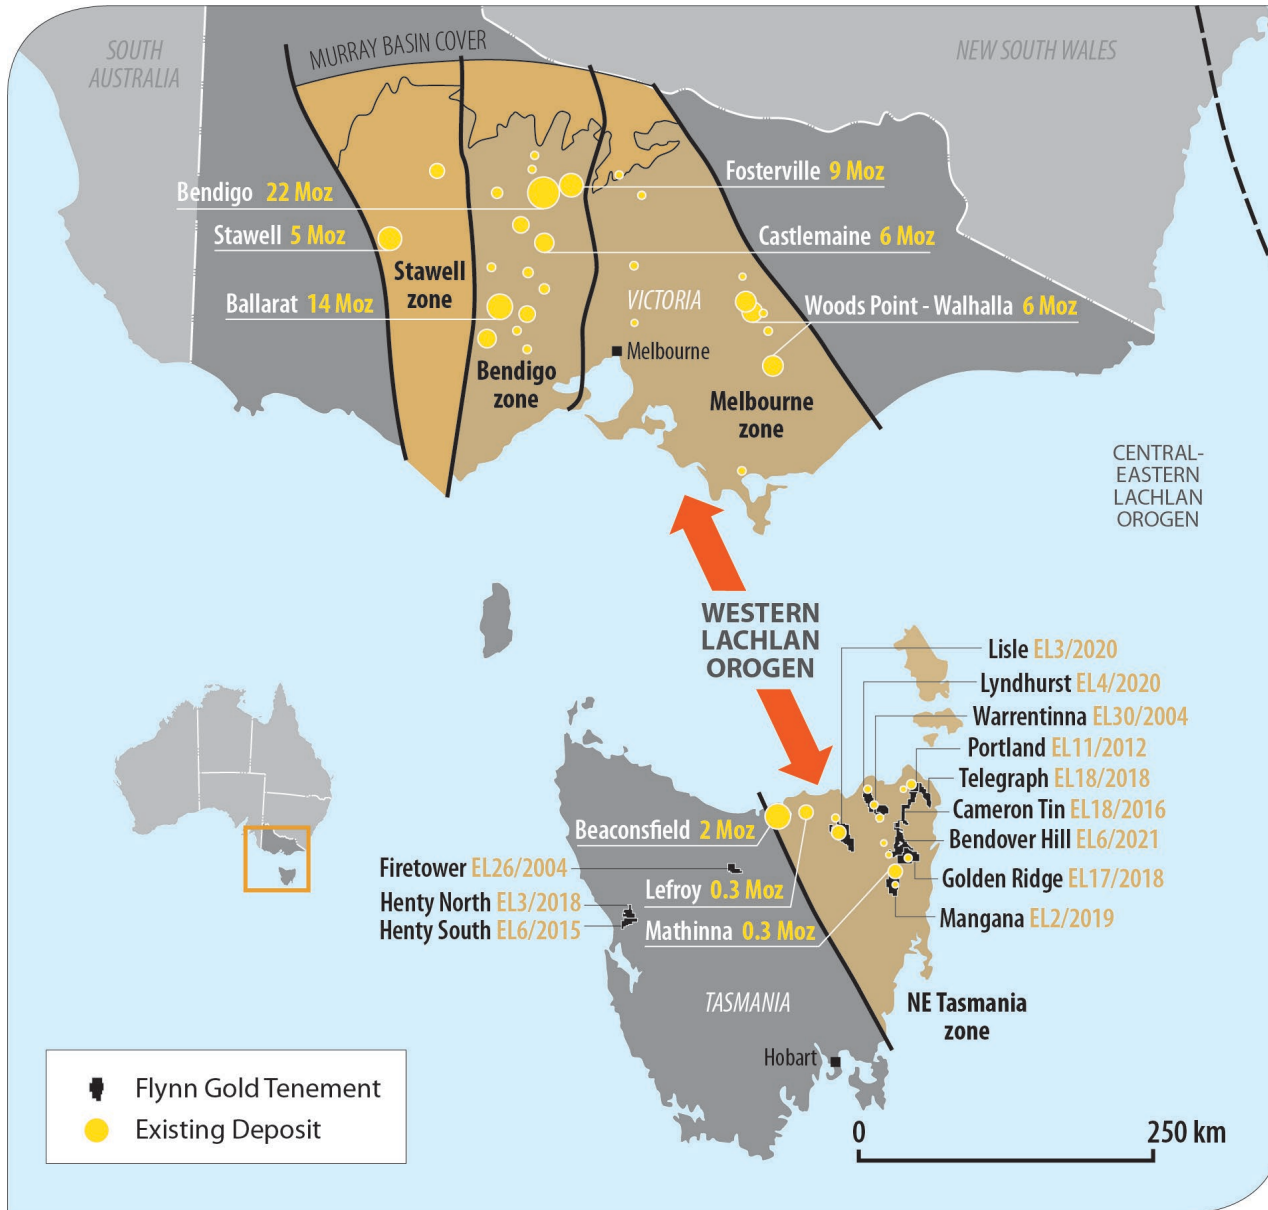 SOUTH
AUSTRALIA
MURRAY BASIN COVER
NEW SOUTH WALES
Bendigo 22 Moz
Stawell 5 Moz
Ballarat 14 Moz
Fosterville 9 Moz
Castlemaine 6 Moz
Woods Point - Walhalla 6 Moz
Stawell
zone
VICTORIA
Melbourne
Bendigo
zone
Melbourne
zone
CENTRAL-
EASTERN
LACHLAN
OROGEN
WESTERN
LACHLAN
OROGEN
Lisle EL3/2020
Lyndhurst EL4/2020
Warrentinna EL30/2004
Portland EL11/2012
Telegraph EL18/2018
Cameron Tin EL18/2016
Bendover Hill EL6/2021
Golden Ridge EL17/2018
Mangana EL2/2019
Beaconsfield 2 Moz
Firetower EL26/2004
Lefroy 0.3 Moz
Henty North EL3/2018
Henty South EL6/2015
Mathinna 0.3 Moz
TASMANIA
NE Tasmania
zone
Hobart
Flynn Gold Tenement
Existing Deposit
0 250 km